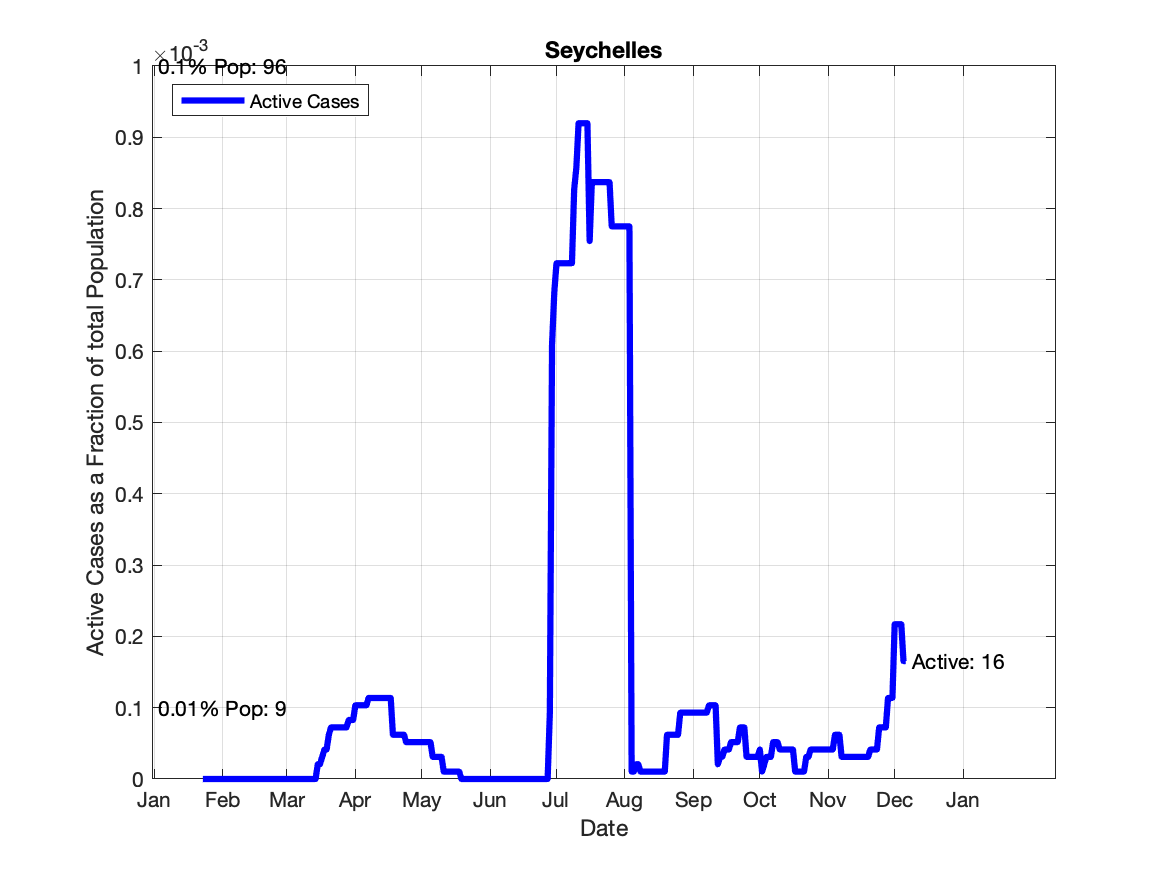 Seychelles
×10-3
0.1% Pop: 96
Active Cases
1
0.9
0.8
0.7
0.6
0.5
0.4
0.3
0.2
0.1
0
Active Cases as a Fraction of total Population
0.01% Pop: 9
Active: 16
Jan Feb Mar Apr May Jun Jul Aug Sep Oct Nov Dec Jan
Date